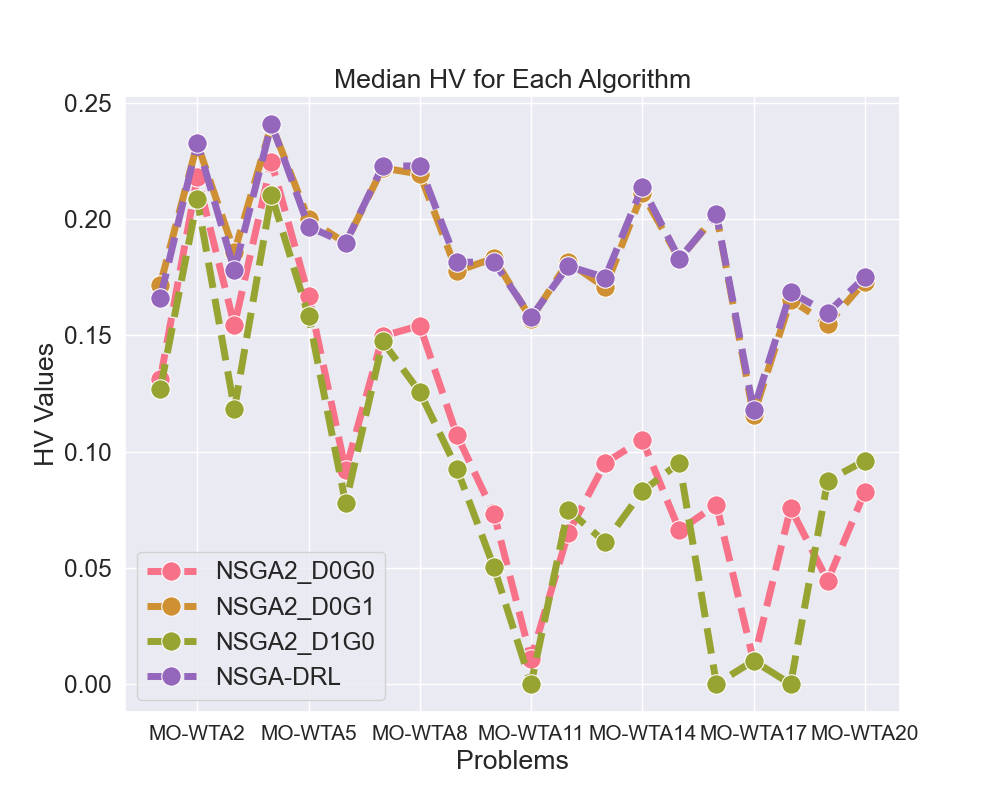 Median HV for Each Algorithm
0.25
0.20
0.15
0.10
0.05
0.00
HV Values
NSGA2_D0G0
NSGA2_D0G1
NSGA2_D1G0
NSGA-DRL
MO-WTA2 MO-WTA5 MO-WTA8 MO-WTA11 MO-WTA14 MO-WTA17 MO-WTA20
Problems